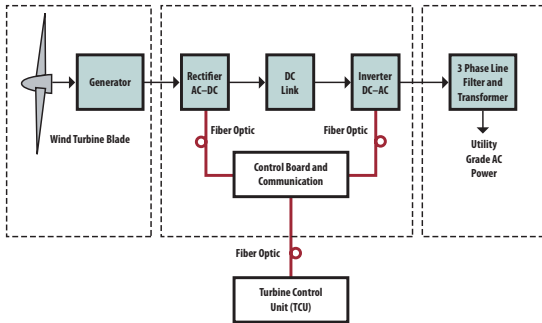 Generator
Rectifier
AC–DC
DC
Link
Inverter
DC–AC
3 Phase Line
Filter and
Transformer
Wind Turbine Blade
Fiber Optic
Fiber Optic
Utility
Grade AC
Power
Control Board and
Communication
Fiber Optic
Turbine Control
Unit (TCU)